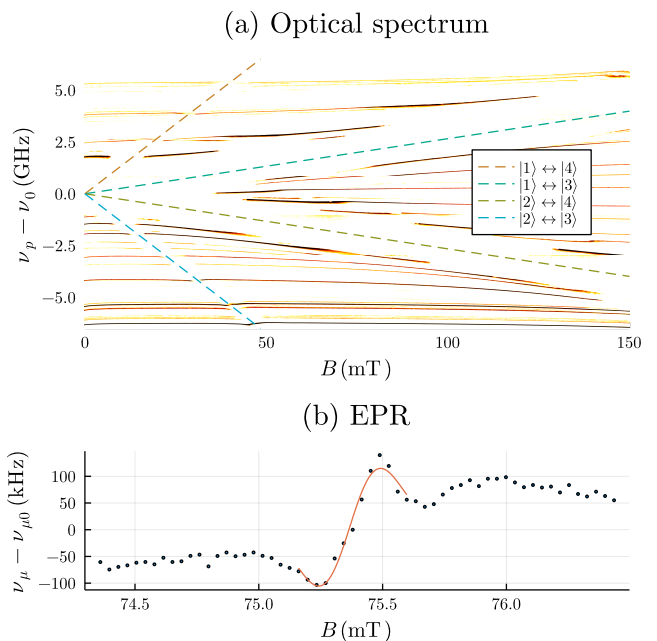 (a) Optical spectrum
ν_p − ν_0 (GHz)
5.0
2.5
0.0
−2.5
−5.0
|1⟩ ↔ |4⟩
|1⟩ ↔ |3⟩
|2⟩ ↔ |4⟩
|2⟩ ↔ |3⟩
0 50 100 150
B (mT)
(b) EPR
ν_μ − ν_μ0 (kHz)
100
50
0
−50
−100
74.5 75.0 75.5 76.0
B (mT)